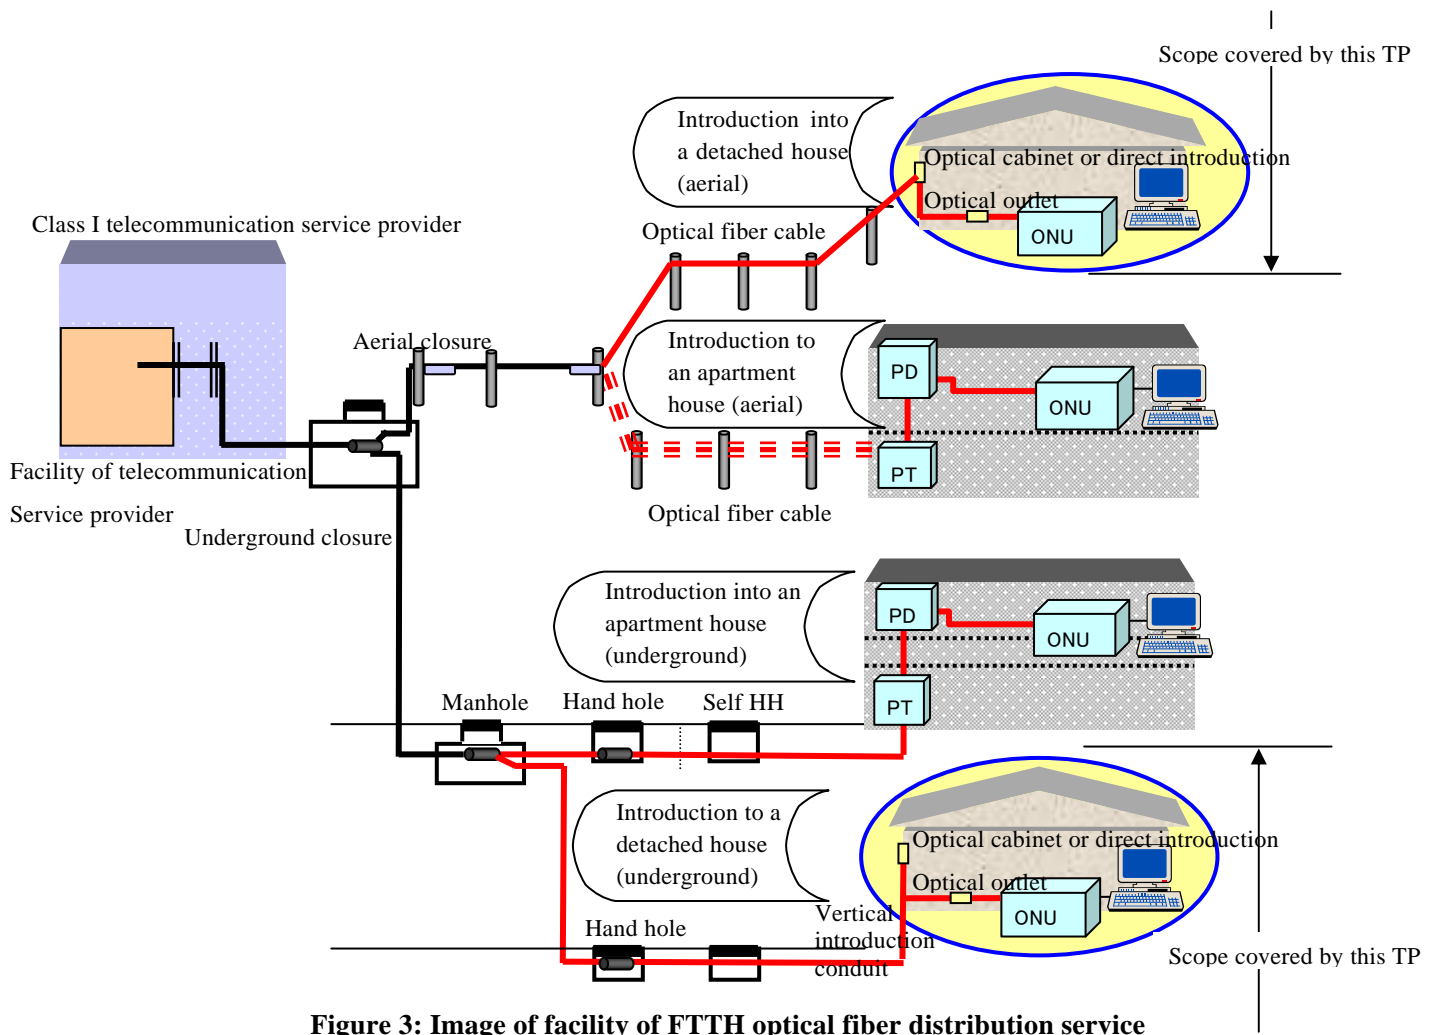 Scope covered by this TP
Introduction into
a detached house
(aerial)
Optical cabinet or direct introduction
Optical outlet
ONU
Class I telecommunication service provider
Optical fiber cable
Aerial closure
Introduction to
an apartment
house (aerial)
PD
ONU
PT
Facility of telecommunication
Service provider
Optical fiber cable
Underground closure
Introduction into an
apartment house
(underground)
PD
ONU
PT
Manhole
Hand hole
Self HH
Introduction to a
detached house
(underground)
Optical cabinet or direct introduction
Optical outlet
ONU
Hand hole
Vertical
introduction
conduit
Scope covered by this TP
Figure 3: Image of facility of FTTH optical fiber distribution service